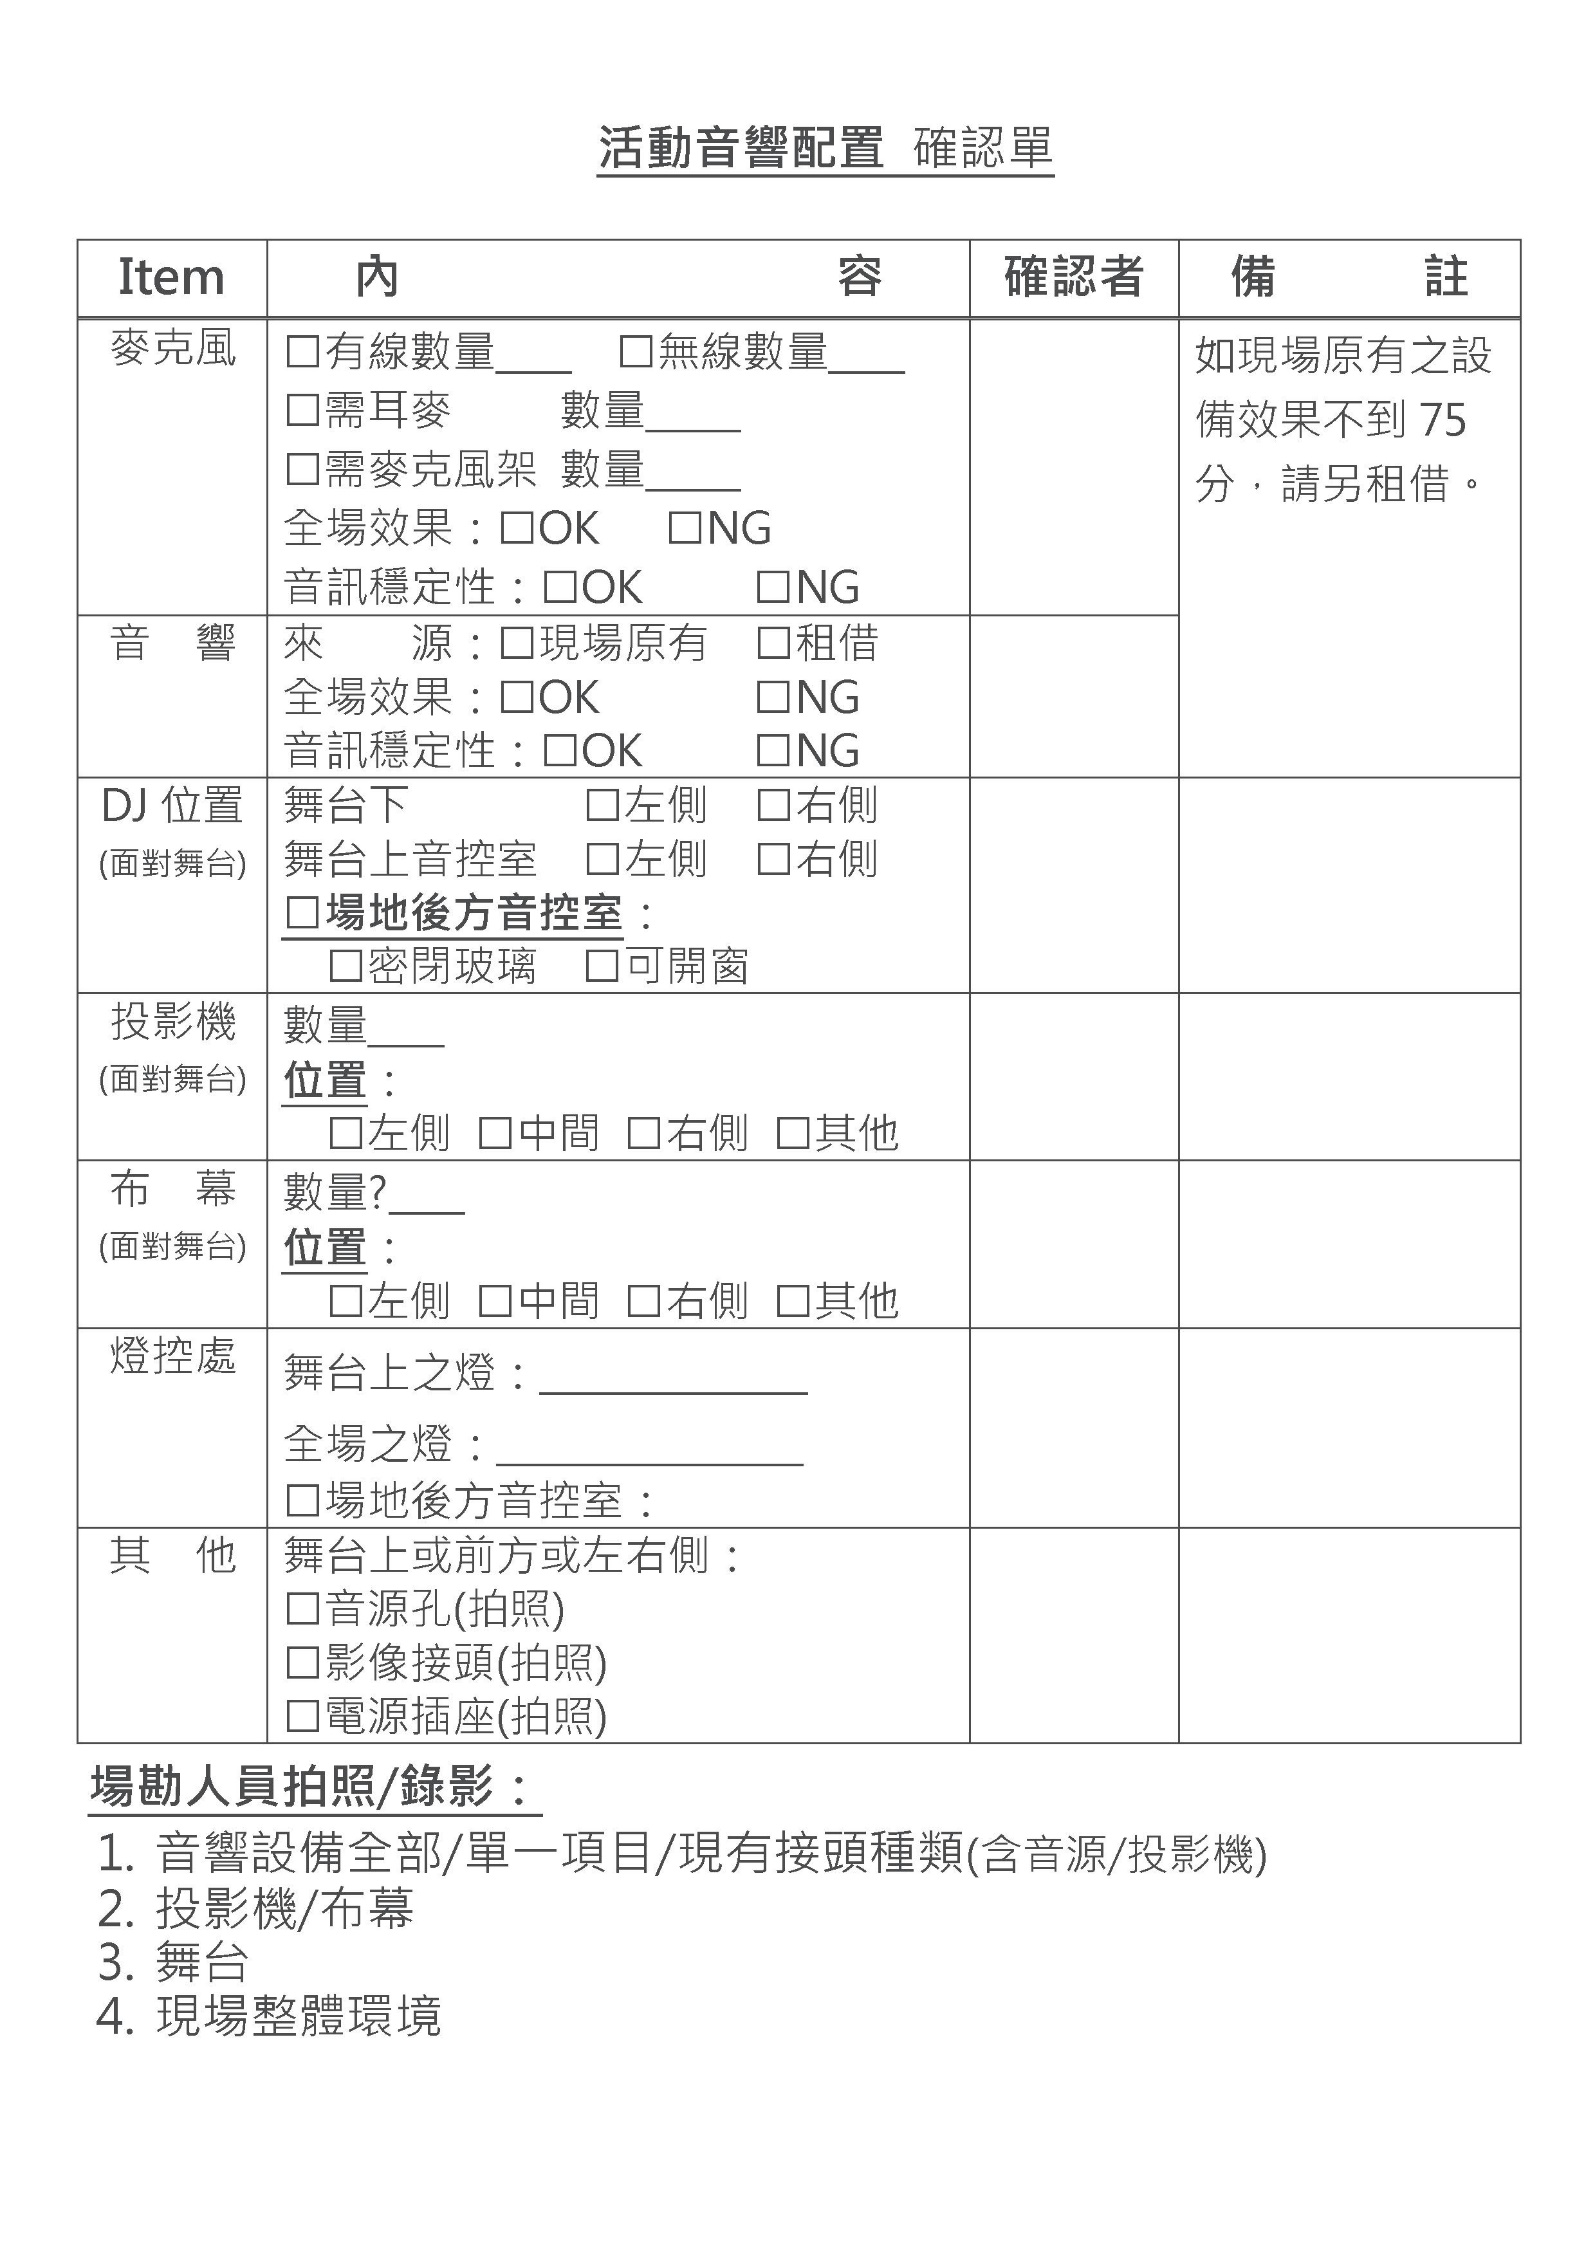 活動音響配置 確認單
Item 內 容 確認者 備 註
麥克風 □有線數量____ □無線數量____ 如現場原有之設
□需耳麥 數量_____ 備效果不到 75
□需麥克風架 數量_____ 分，請另租借。
全場效果：□OK □NG
音訊穩定性：□OK □NG
音 響 來 源：□現場原有 □租借
全場效果：□OK □NG
音訊穩定性：□OK □NG
DJ 位置 舞台下 □左側 □右側
(面對舞台) 舞台上音控室 □左側 □右側
□場地後方音控室：
□密閉玻璃 □可開窗
投影機 數量____
(面對舞台) 位置：
□左側 □中間 □右側 □其他
布 幕 數量?____
(面對舞台) 位置：
□左側 □中間 □右側 □其他
燈控處 舞台上之燈：______________
全場之燈：________________
□場地後方音控室：
其 他 舞台上或前方或左右側：
□音源孔(拍照)
□影像接頭(拍照)
□電源插座(拍照)
場勘人員拍照/錄影：
1. 音響設備全部/單一項目/現有接頭種類(含音源/投影機)
2. 投影機/布幕
3. 舞台
4. 現場整體環境